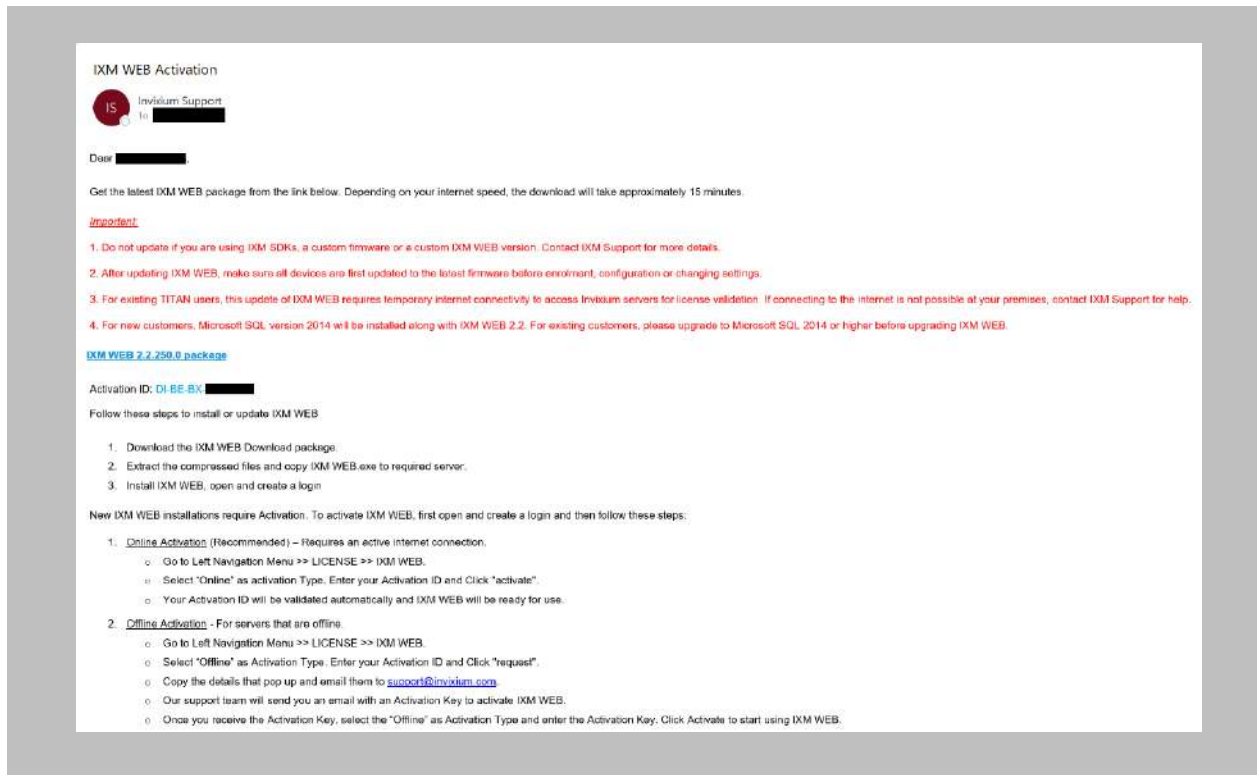 IXM WEB Activation
IS
Invixium Support
To
Dear
Get the latest IXM WEB package from the link below. Depending on your internet speed, the download will take approximately 15 minutes.
Important:
1. Do not update if you are using IXM SDKs, a custom firmware or a custom IXM WEB version. Contact IXM Support for more details.
2. After updating IXM WEB, make sure all devices are first updated to the latest firmware before enrolment, configuration or changing settings.
3. For existing TITAN users, this update of IXM WEB requires temporary internet connectivity to access Invixium servers for license validation. If connecting to the internet is not possible at your premises, contact IXM Support for help.
4. For new customers, Microsoft SQL version 2014 will be installed along with IXM WEB 2.2. For existing customers, please upgrade to Microsoft SQL 2014 or higher before upgrading IXM WEB.
IXM WEB 2.2.250.0 package
Activation ID: DI-BE-BX-
Follow these steps to install or update IXM WEB
1. Download the IXM WEB Download package.
2. Extract the compressed files and copy IXM WEB.exe to required server.
3. Install IXM WEB, open and create a login
New IXM WEB installations require Activation. To activate IXM WEB, first open and create a login and then follow these steps:
1. Online Activation (Recommended) – Requires an active internet connection.
o Go to Left Navigation Menu >> LICENSE >> IXM WEB.
o Select "Online" as activation Type. Enter your Activation ID and Click "activate".
o Your Activation ID will be validated automatically and IXM WEB will be ready for use.
2. Offline Activation - For servers that are offline.
o Go to Left Navigation Menu >> LICENSE >> IXM WEB.
o Select "Offline" as Activation Type. Enter your Activation ID and Click "request".
o Copy the details that pop up and email them to support@invixium.com.
o Our support team will send you an email with an Activation Key to activate IXM WEB.
o Once you receive the Activation Key, select the "Offline" as Activation Type and enter the Activation Key. Click Activate to start using IXM WEB.